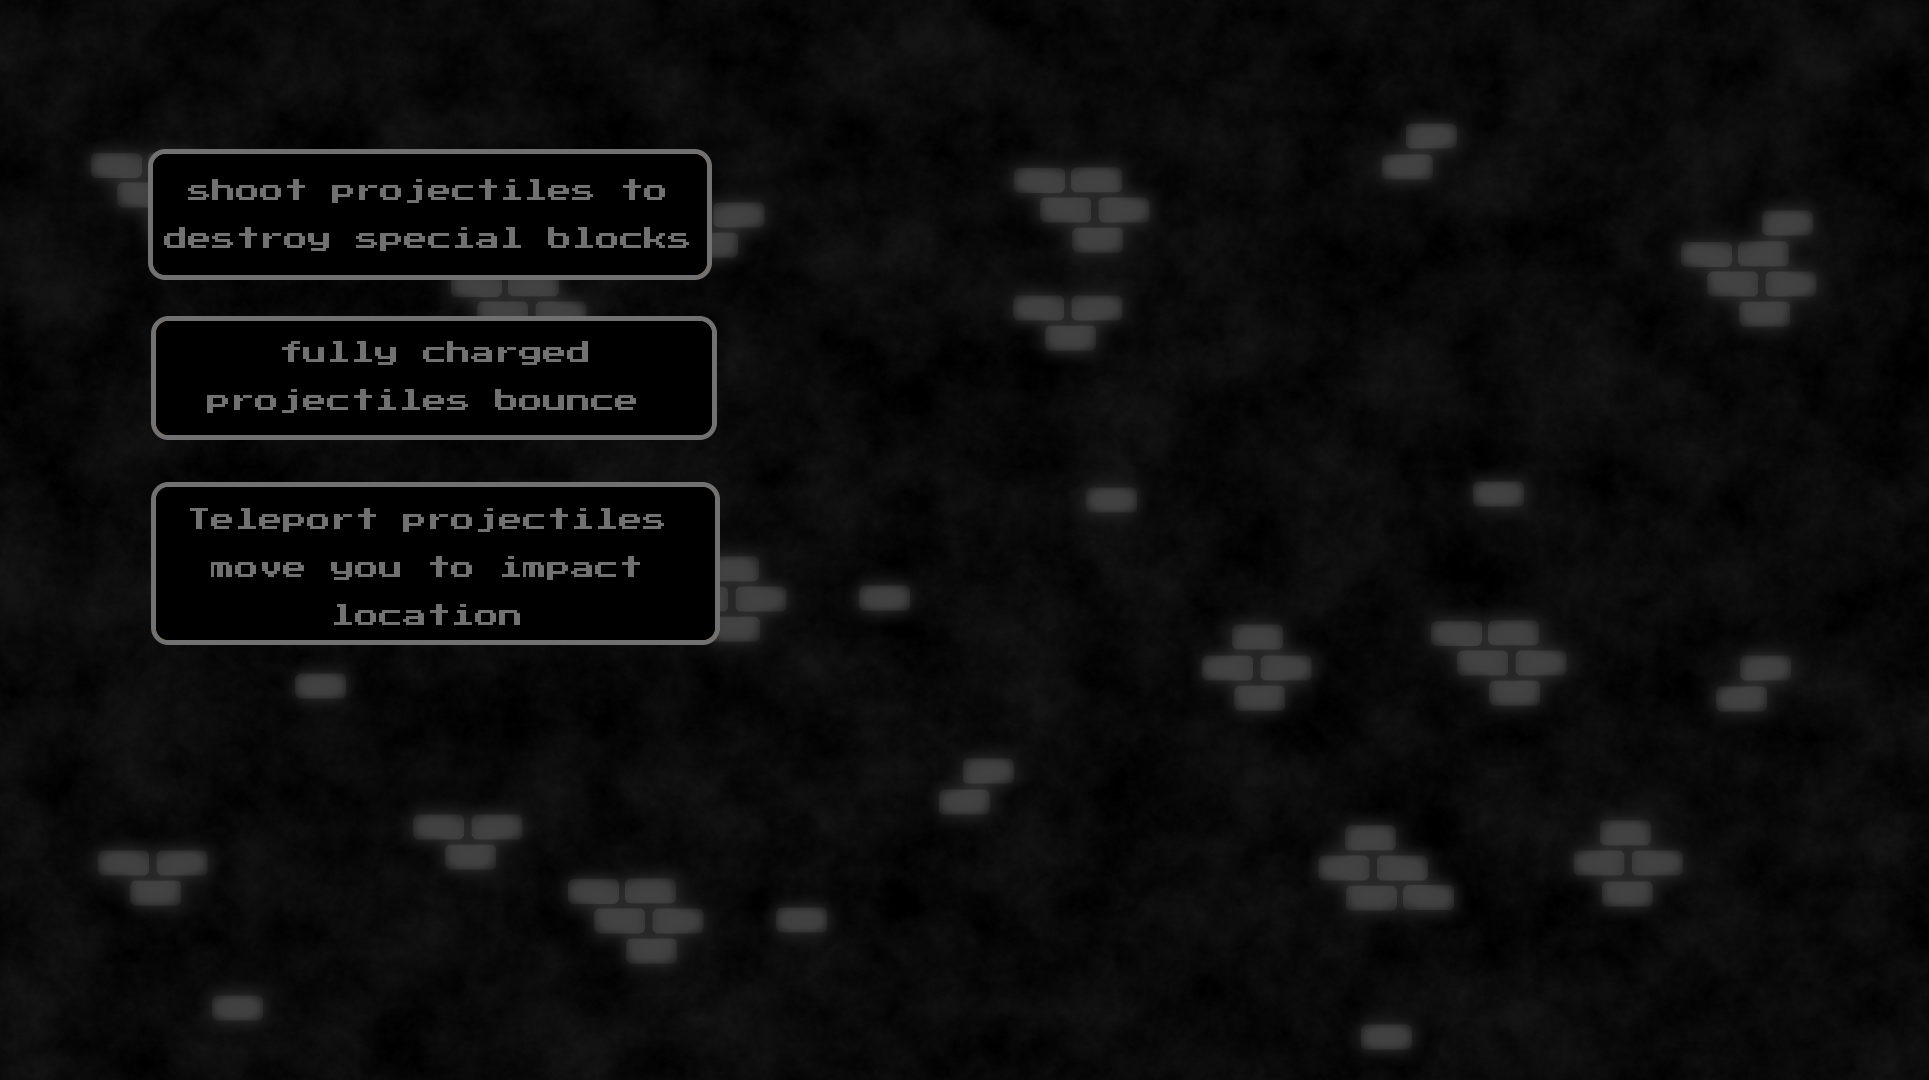 shoot projectiles to
destroy special blocks
fully charged
projectiles bounce
Teleport projectiles
move you to impact
location